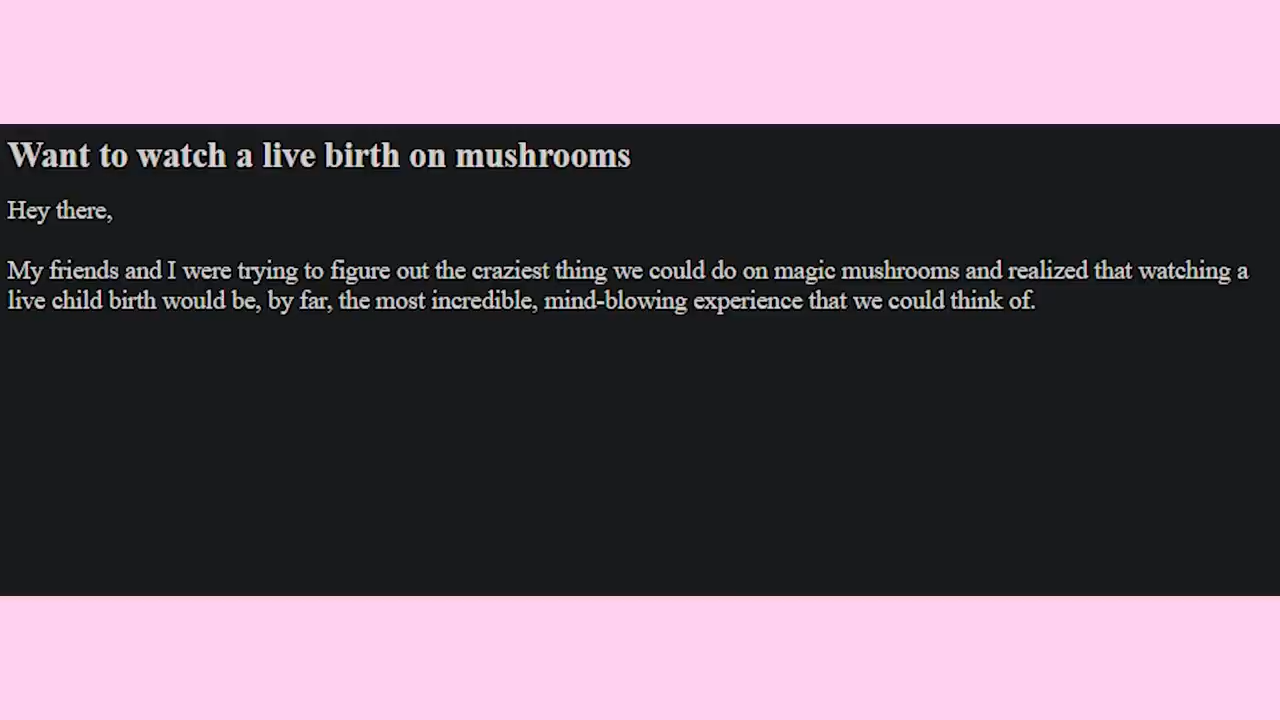 Want to watch a live birth on mushrooms
Hey there,
My friends and I were trying to figure out the craziest thing we could do on magic mushrooms and realized that watching a
live child birth would be, by far, the most incredible, mind-blowing experience that we could think of.